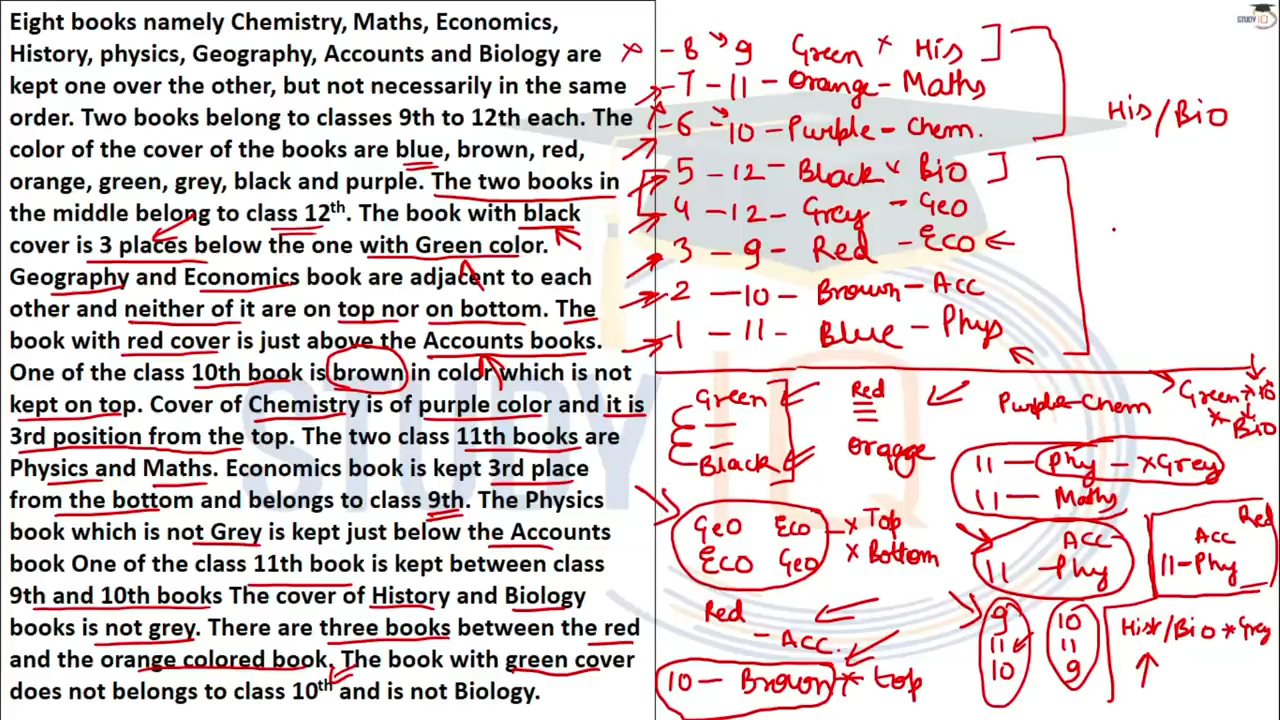 Eight books namely Chemistry, Maths, Economics,
History, physics, Geography, Accounts and Biology are
kept one over the other, but not necessarily in the same
order. Two books belong to classes 9th to 12th each. The
color of the cover of the books are blue, brown, red,
orange, green, grey, black and purple. The two books in
the middle belong to class 12th. The book with black
cover is 3 places below the one with Green color.
Geography and Economics book are adjacent to each
other and neither of it are on top nor on bottom. The
book with red cover is just above the Accounts books.
One of the class 10th book is brown in color which is not
kept on top. Cover of Chemistry is of purple color and it is
3rd position from the top. The two class 11th books are
Physics and Maths. Economics book is kept 3rd place
from the bottom and belongs to class 9th. The Physics
book which is not Grey is kept just below the Accounts
book One of the class 11th book is kept between class
9th and 10th books The cover of History and Biology
books is not grey. There are three books between the red
and the orange colored book. The book with green cover
does not belongs to class 10th and is not Biology.
STUDY IQ
8 → 9 Green × His
7 - 11 - Orange - Maths
6 → 10 - Purple - Chem.
5 - 12 - Black × Bio
4 - 12 - Grey - Geo
3 - 9 - Red - Eco
2 - 10 - Brown - Acc
1 - 11 - Blue - Phys
His/Bio
Green
Black
Red
Orgage
Purple-Chem
Green × 10
× Bio
11 - Phy - × Grey
11 - Maths
Geo Eco × Top
Eco Geo × Bottom
Acc
11 - Phy
Red
Acc
11-Phy
Red
- Acc.
10 - Brown × top
9 10
11 11
10 9
Hist/Bio × Grey
STUDY IQ